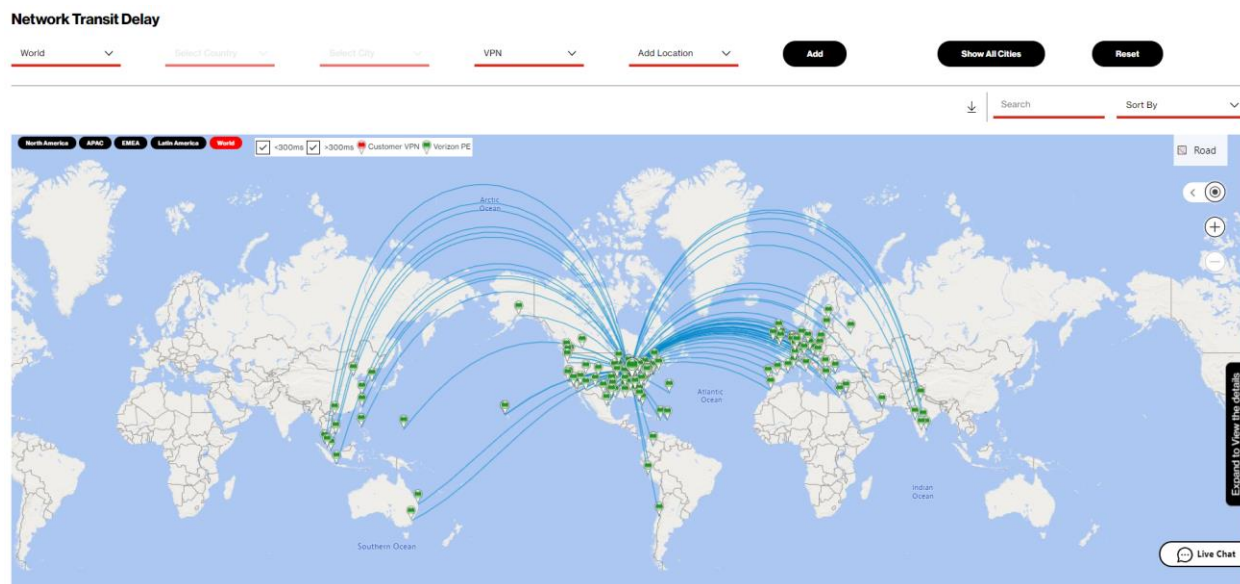 Network Transit Delay
World
Select Country
Select City
VPN
Add Location
Add
Show All Cities
Reset
Search
Sort By
North America
APAC
EMEA
Latin America
World
<300ms
>300ms
Customer VPN
Verizon PE
Road
Arctic
Ocean
Atlantic
Ocean
Indian
Ocean
Southern Ocean
Expand to View the details
Live Chat